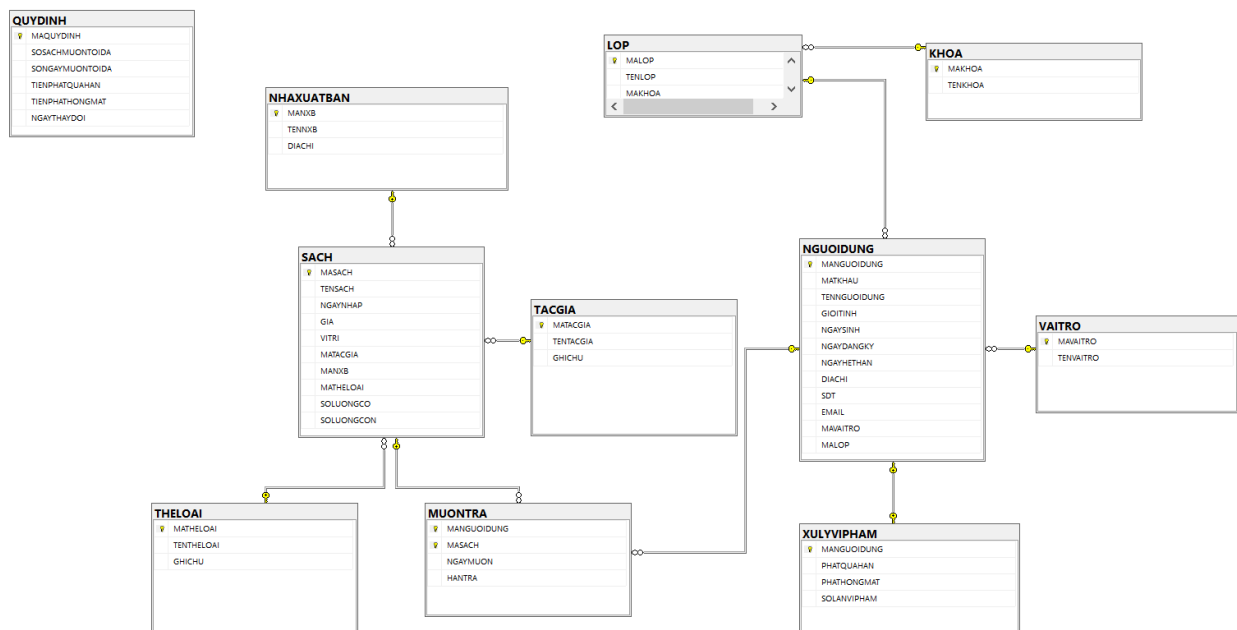 QUYDINH
MAQUYDINH
SOSACHMUONTOIDA
SONGAYMUONTOIDA
TIENPHATQUAHAN
TIENPHATHONGMAT
NGAYTHAYDOI
NHAXUATBAN
MANXB
TENNXB
DIACHI
LOP
MALOP
TENLOP
MAKHOA
KHOA
MAKHOA
TENKHOA
SACH
MASACH
TENSACH
NGAYNHAP
GIA
VITRI
MATACGIA
MANXB
MATHELOAI
SOLUONGCO
SOLUONGCON
TACGIA
MATACGIA
TENTACGIA
GHICHU
NGUOIDUNG
MANGUOIDUNG
MATKHAU
TENNGUOIDUNG
GIOITINH
NGAYSINH
NGAYDANGKY
NGAYHETHAN
DIACHI
SDT
EMAIL
MAVAITRO
MALOP
VAITRO
MAVAITRO
TENVAITRO
THELOAI
MATHELOAI
TENTHELOAI
GHICHU
MUONTRA
MANGUOIDUNG
MASACH
NGAYMUON
HANTRA
XULYVIPHAM
MANGUOIDUNG
PHATQUAHAN
PHATHONGMAT
SOLANVIPHAM